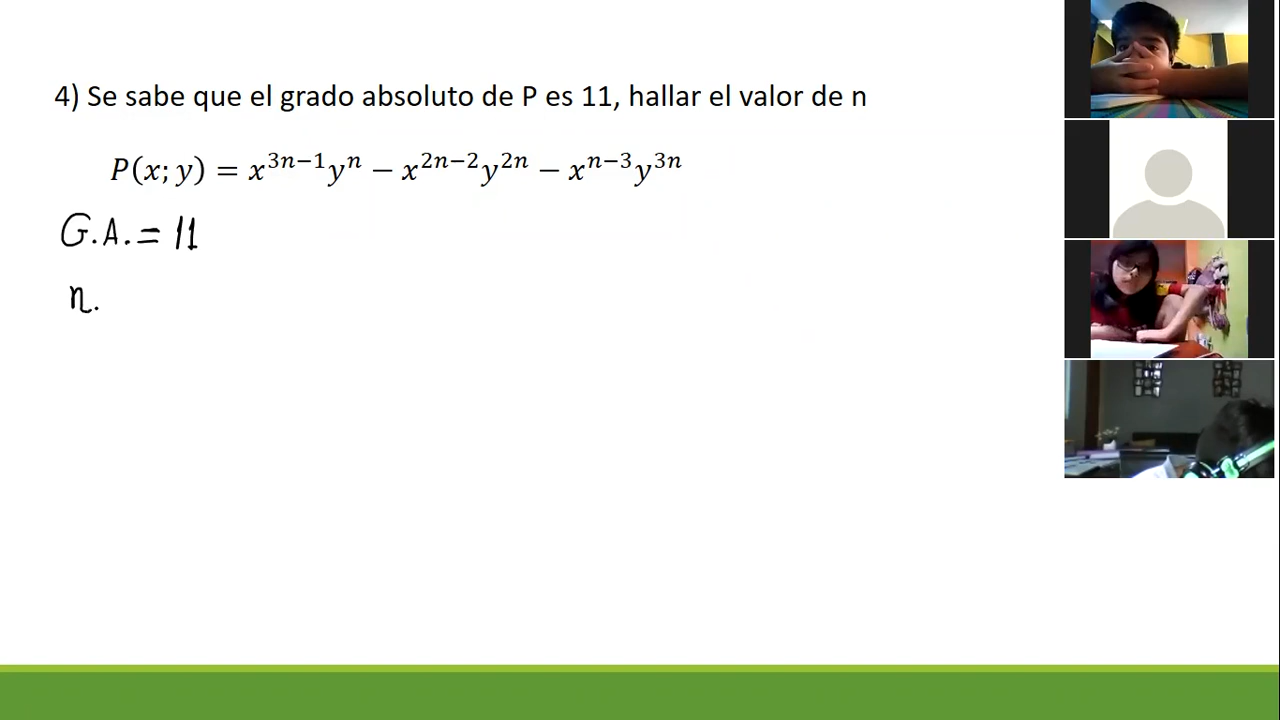 4) Se sabe que el grado absoluto de P es 11, hallar el valor de n
P(x; y) = x^{3n−1}y^{n} − x^{2n−2}y^{2n} − x^{n−3}y^{3n}
G.A. = 11
n.